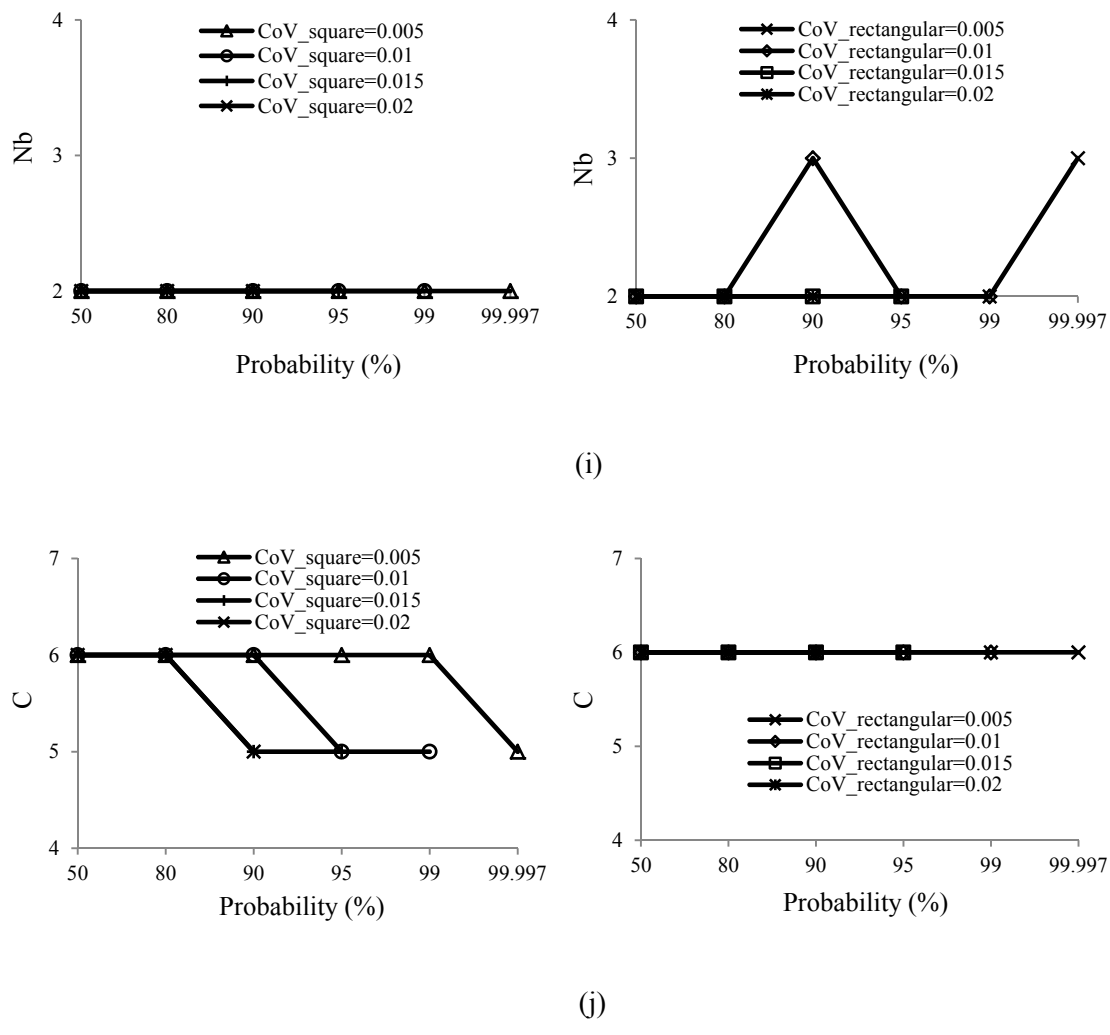 4
3
2
Nb
CoV_square=0.005
CoV_square=0.01
CoV_square=0.015
CoV_square=0.02
50 80 90 95 99 99.997
Probability (%)
4
3
2
Nb
CoV_rectangular=0.005
CoV_rectangular=0.01
CoV_rectangular=0.015
CoV_rectangular=0.02
50 80 90 95 99 99.997
Probability (%)
(i)
7
6
5
4
C
CoV_square=0.005
CoV_square=0.01
CoV_square=0.015
CoV_square=0.02
50 80 90 95 99 99.997
Probability (%)
7
6
5
4
C
CoV_rectangular=0.005
CoV_rectangular=0.01
CoV_rectangular=0.015
CoV_rectangular=0.02
50 80 90 95 99 99.997
Probability (%)
(j)